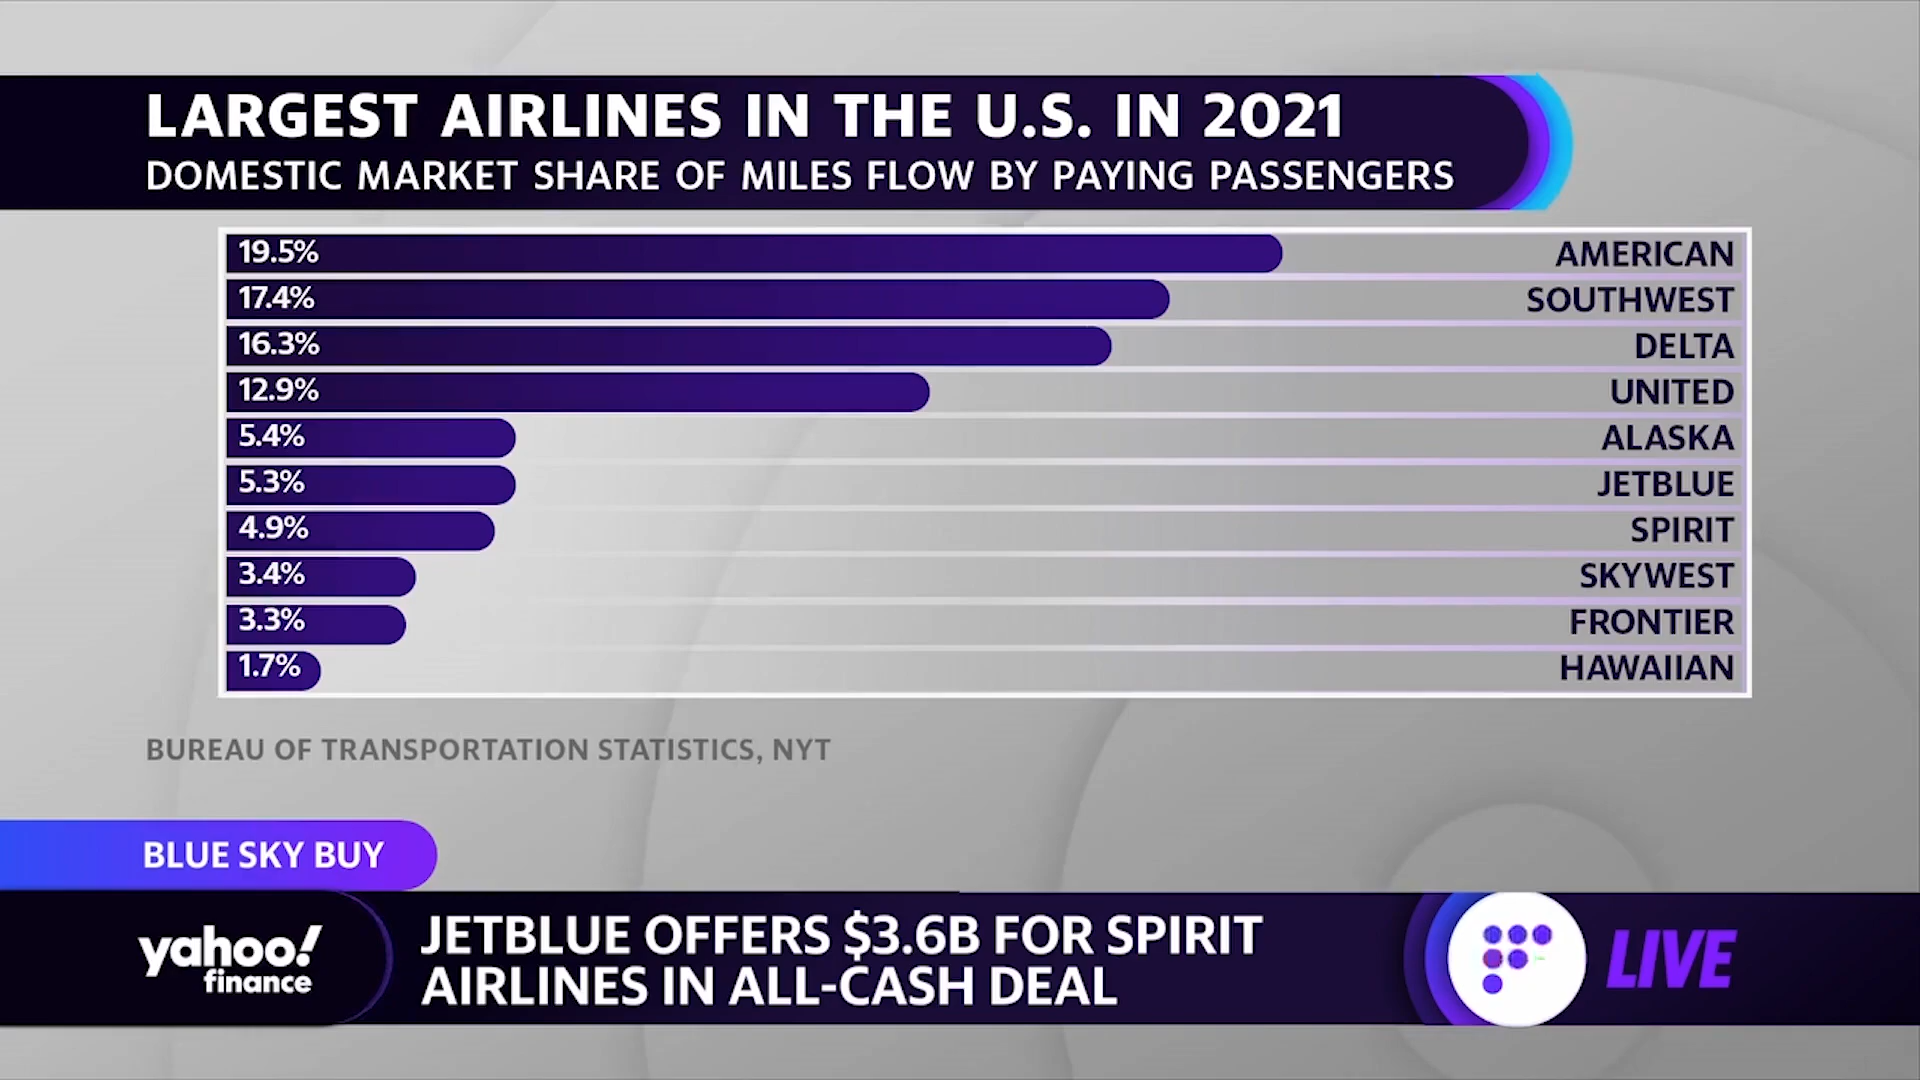 LARGEST AIRLINES IN THE U.S. IN 2021
DOMESTIC MARKET SHARE OF MILES FLOW BY PAYING PASSENGERS
19.5% AMERICAN
17.4% SOUTHWEST
16.3% DELTA
12.9% UNITED
5.4% ALASKA
5.3% JETBLUE
4.9% SPIRIT
3.4% SKYWEST
3.3% FRONTIER
1.7% HAWAIIAN
BUREAU OF TRANSPORTATION STATISTICS, NYT
BLUE SKY BUY
yahoo!
finance
JETBLUE OFFERS $3.6B FOR SPIRIT
AIRLINES IN ALL-CASH DEAL
LIVE